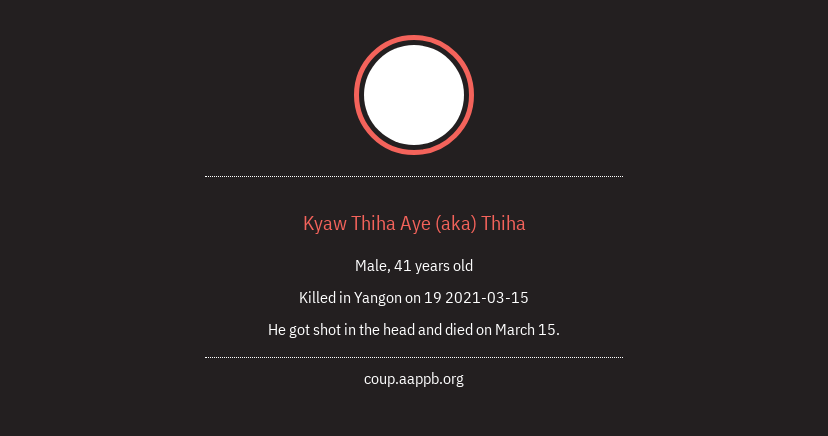 Kyaw Thiha Aye (aka) Thiha
Male, 41 years old
Killed in Yangon on 19 2021-03-15
He got shot in the head and died on March 15.
coup.aappb.org